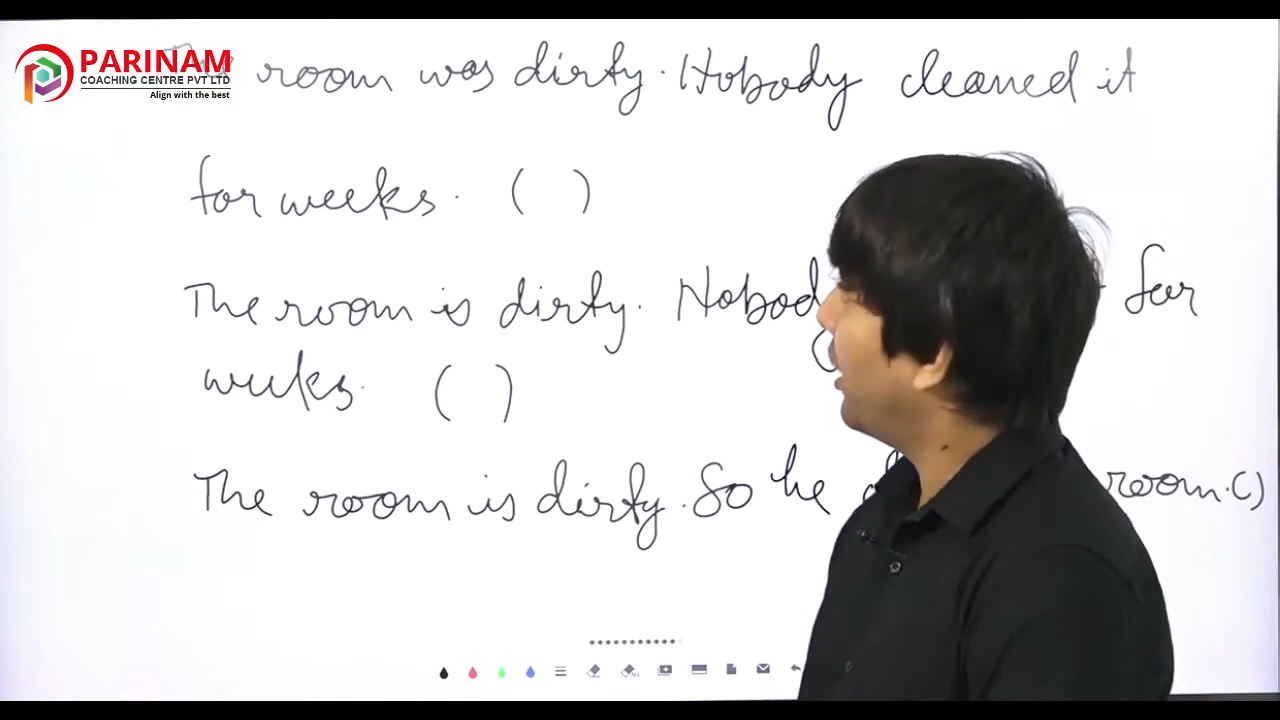 PARINAM
COACHING CENTRE PVT LTD
Align with the best
room was dirty. Nobody cleaned it
for weeks. ( )
The room is dirty. for
weeks. ( )
The room is dirty. So he room. ( )
ALL